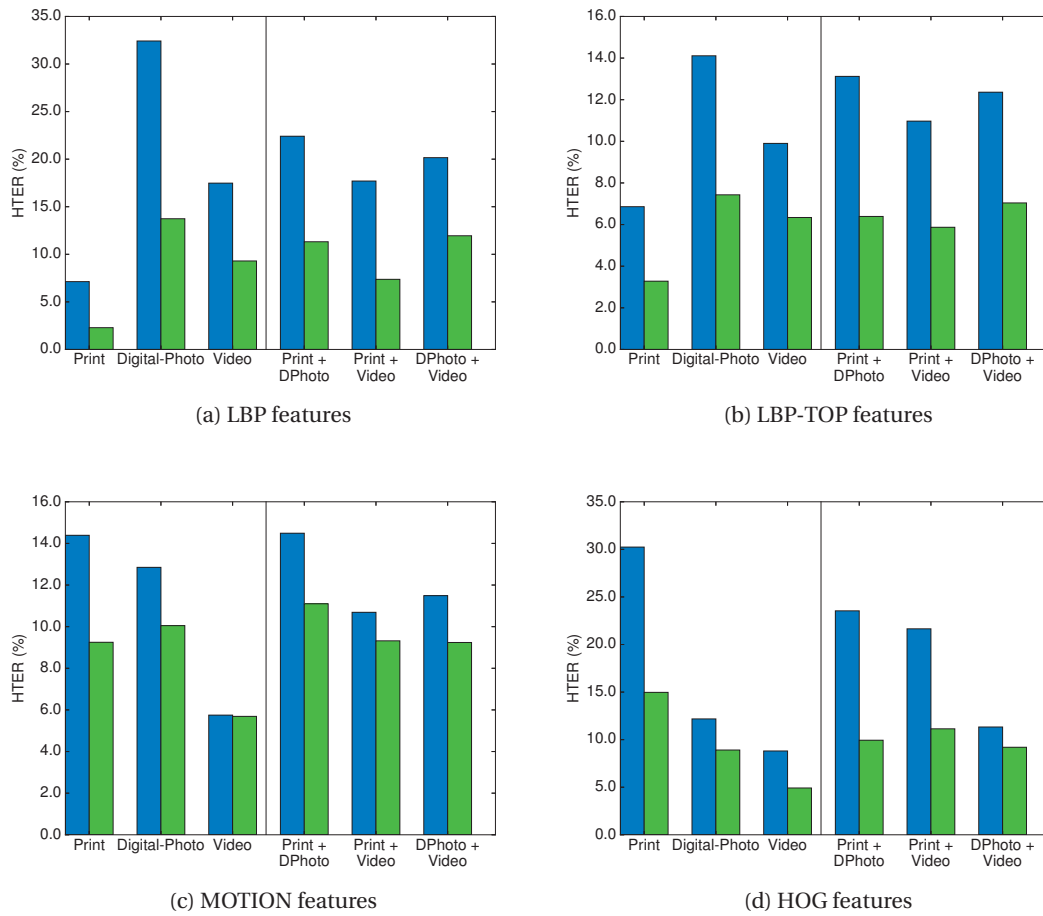 35.0
30.0
25.0
20.0
15.0
10.0
5.0
0.0
HTER (%)
Print Digital-Photo Video Print + DPhoto Print + Video DPhoto + Video
(a) LBP features
16.0
14.0
12.0
10.0
8.0
6.0
4.0
2.0
0.0
HTER (%)
Print Digital-Photo Video Print + DPhoto Print + Video DPhoto + Video
(b) LBP-TOP features
16.0
14.0
12.0
10.0
8.0
6.0
4.0
2.0
0.0
HTER (%)
Print Digital-Photo Video Print + DPhoto Print + Video DPhoto + Video
(c) MOTION features
35.0
30.0
25.0
20.0
15.0
10.0
5.0
0.0
HTER (%)
Print Digital-Photo Video Print + DPhoto Print + Video DPhoto + Video
(d) HOG features